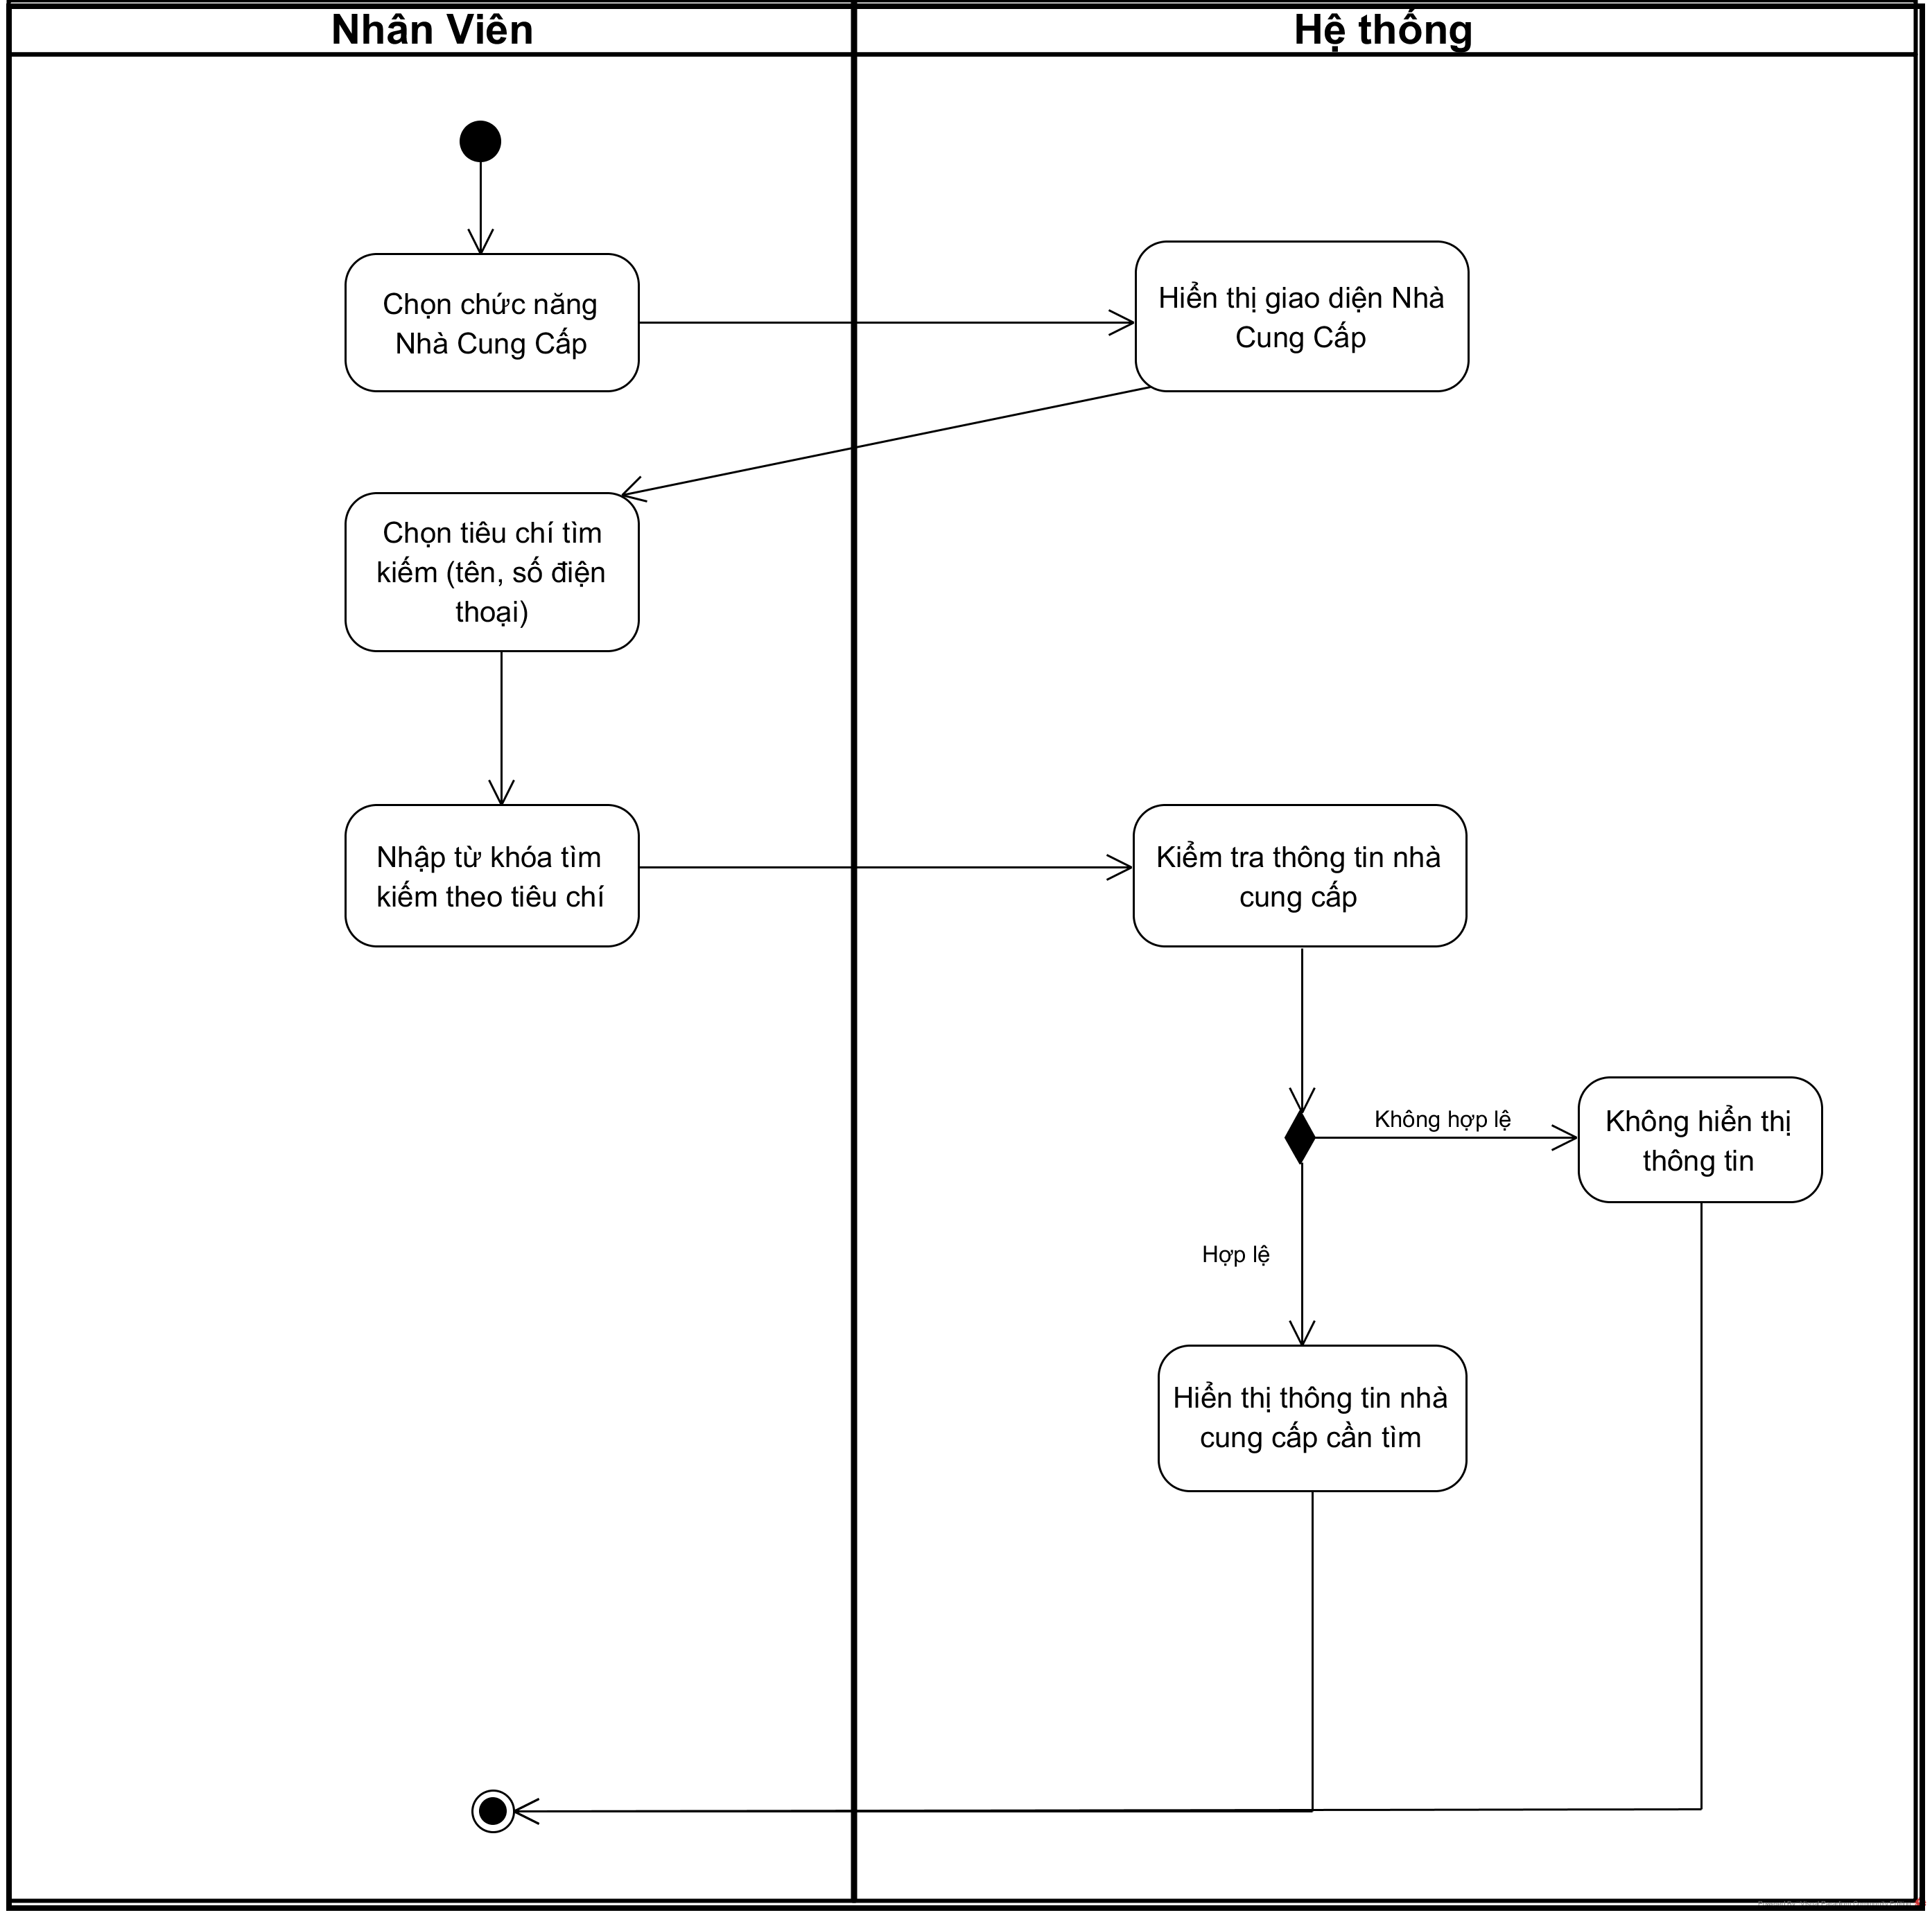 Nhân Viên
Hệ thống
Chọn chức năng
Nhà Cung Cấp
Hiển thị giao diện Nhà
Cung Cấp
Chọn tiêu chí tìm
kiếm (tên, số điện
thoại)
Nhập từ khóa tìm
kiếm theo tiêu chí
Kiểm tra thông tin nhà
cung cấp
Không hợp lệ
Không hiển thị
thông tin
Hợp lệ
Hiển thị thông tin nhà
cung cấp cần tìm